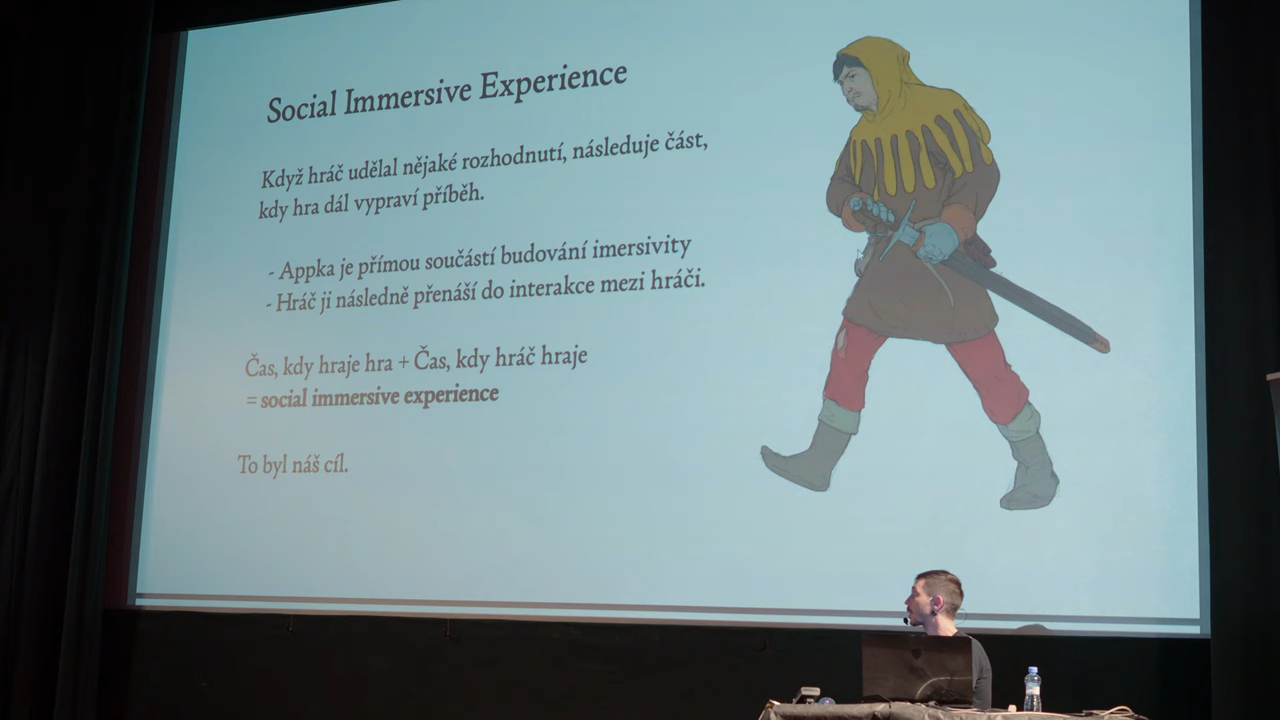 Social Immersive Experience
Když hráč udělal nějaké rozhodnutí, následuje část,
kdy hra dál vypraví příběh.
- Appka je přímou součástí budování imersivity
- Hráč ji následně přenáší do interakce mezi hráči.
Čas, kdy hraje hra + Čas, kdy hráč hraje
= social immersive experience
To byl náš cíl.